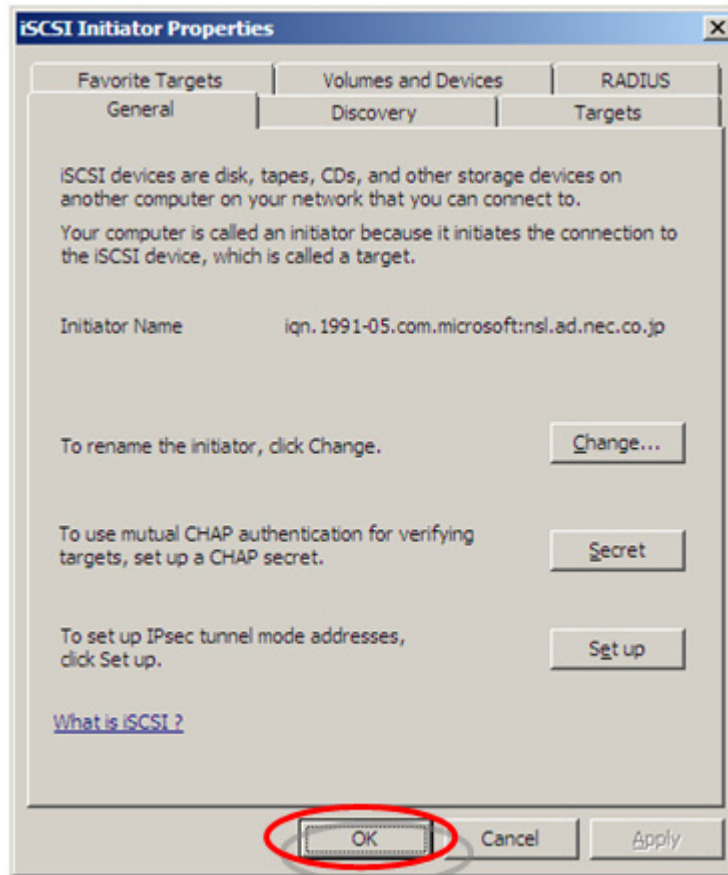 iSCSI Initiator Properties
Favorite Targets
Volumes and Devices
RADIUS
General
Discovery
Targets
iSCSI devices are disk, tapes, CDs, and other storage devices on
another computer on your network that you can connect to.
Your computer is called an initiator because it initiates the connection to
the iSCSI device, which is called a target.
Initiator Name iqn.1991-05.com.microsoft:nsl.ad.nec.co.jp
To rename the initiator, click Change.
Change...
To use mutual CHAP authentication for verifying
targets, set up a CHAP secret.
Secret
To set up IPsec tunnel mode addresses,
click Set up.
Set up
What is iSCSI ?
OK
Cancel
Apply